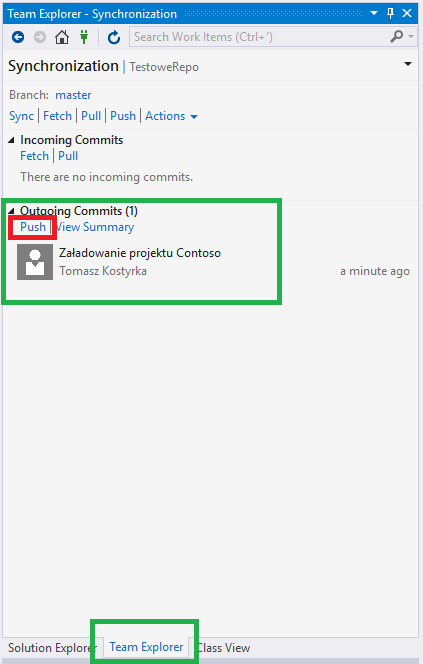 Team Explorer - Synchronization
Search Work Items (Ctrl+')
Synchronization | TestoweRepo
Branch: master
Sync | Fetch | Pull | Push | Actions
Incoming Commits
Fetch | Pull
There are no incoming commits.
Outgoing Commits (1)
Push | View Summary
Załadowanie projektu Contoso
Tomasz Kostyrka a minute ago
Solution Explorer Team Explorer Class View